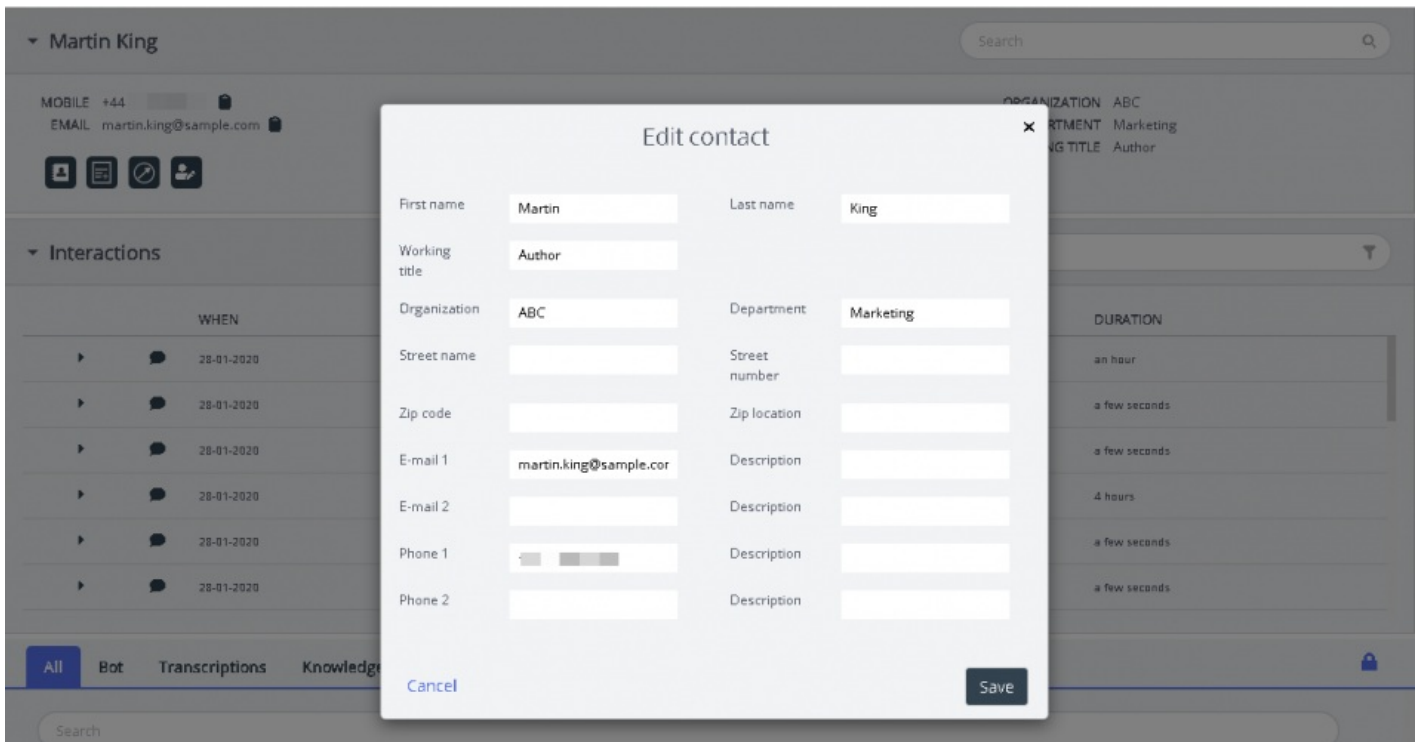 Martin King
Search
MOBILE +44
EMAIL martin.king@sample.com
ORGANIZATION ABC
RTMENT Marketing
G TITLE Author
Edit contact
First name Martin Last name King
Working
title
Author
Organization ABC Department Marketing
Street name Street
number
Zip code Zip location
E-mail 1 martin.king@sample.cor Description
E-mail 2 Description
Phone 1 Description
Phone 2 Description
Cancel Save
Interactions
WHEN DURATION
28-01-2020 an hour
28-01-2020 a few seconds
28-01-2020 a few seconds
28-01-2020 4 hours
28-01-2020 a few seconds
28-01-2020 a few seconds
All Bot Transcriptions Knowledge
Search